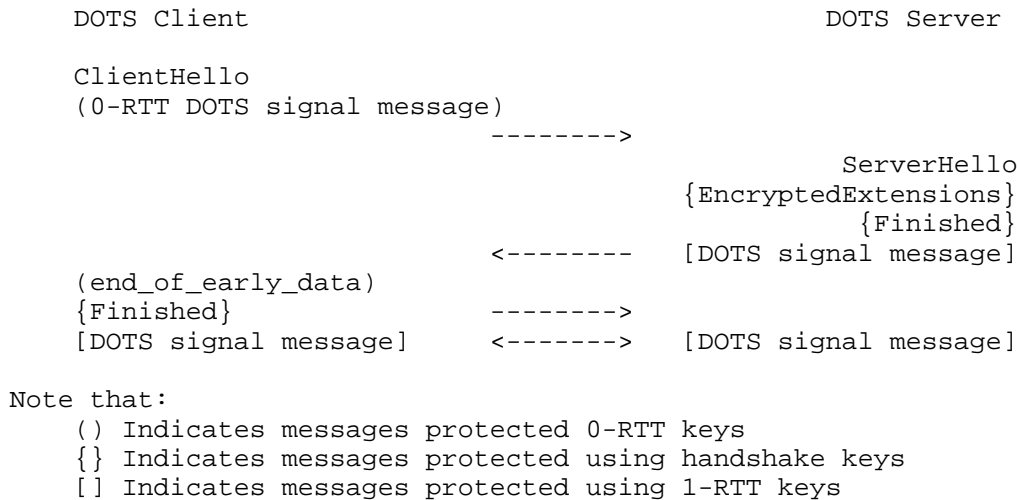 DOTS Client                                     DOTS Server
ClientHello
(0-RTT DOTS signal message)
-------->
ServerHello
{EncryptedExtensions}
{Finished}
<--------   [DOTS signal message]
(end_of_early_data)
{Finished}                -------->
[DOTS signal message]     <------->   [DOTS signal message]
Note that:
() Indicates messages protected 0-RTT keys
{} Indicates messages protected using handshake keys
[] Indicates messages protected using 1-RTT keys